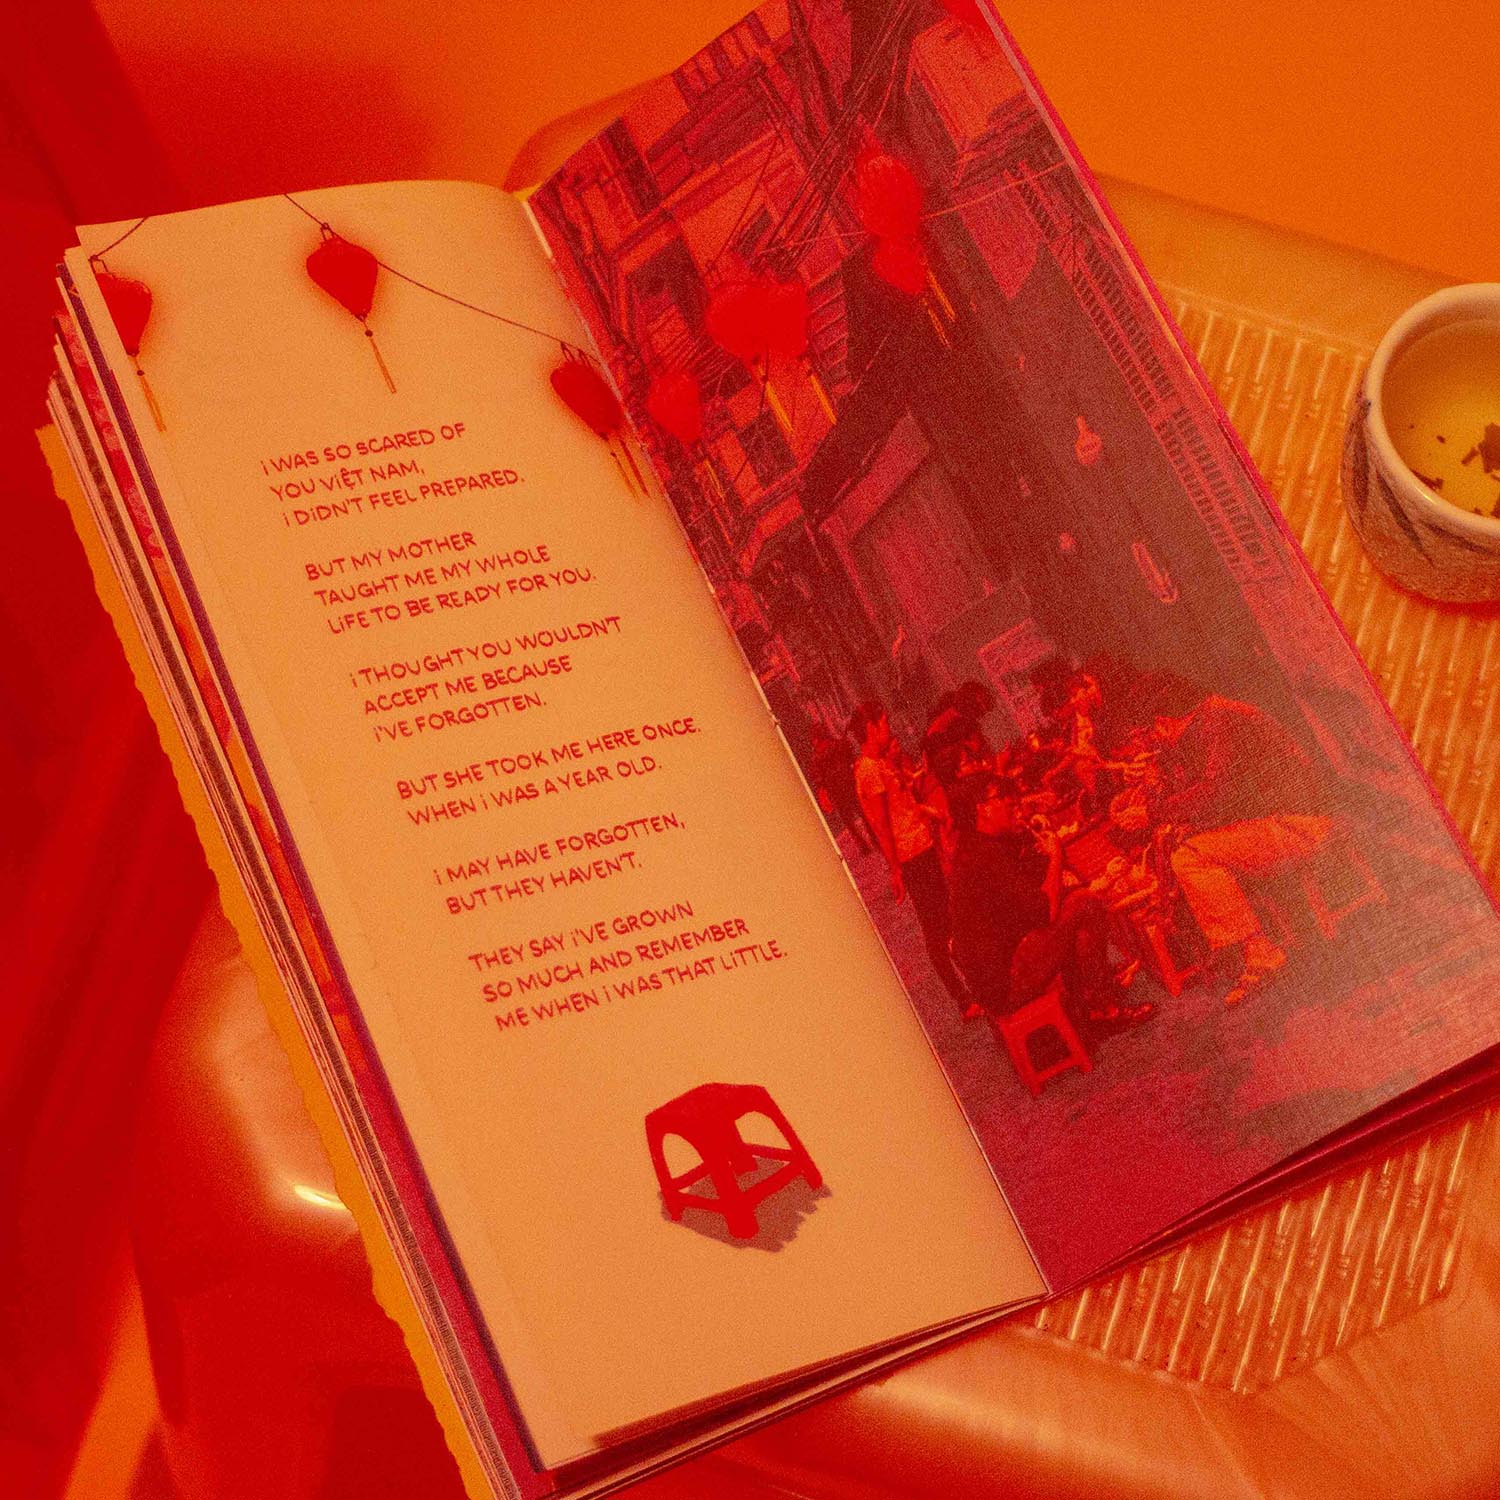 i WAS SO SCARED OF
YOU VIỆT NAM,
i DiDN'T FEEL PREPARED.
BUT MY MOTHER
TAUGHT ME MY WHOLE
LiFE TO BE READY FOR YOU.
i THOUGHT YOU WOULDN'T
ACCEPT ME BECAUSE
i'VE FORGOTTEN.
BUT SHE TOOK ME HERE ONCE.
WHEN i WAS A YEAR OLD.
i MAY HAVE FORGOTTEN,
BUT THEY HAVEN'T.
THEY SAY i'VE GROWN
SO MUCH AND REMEMBER
ME WHEN i WAS THAT LiTTLE.